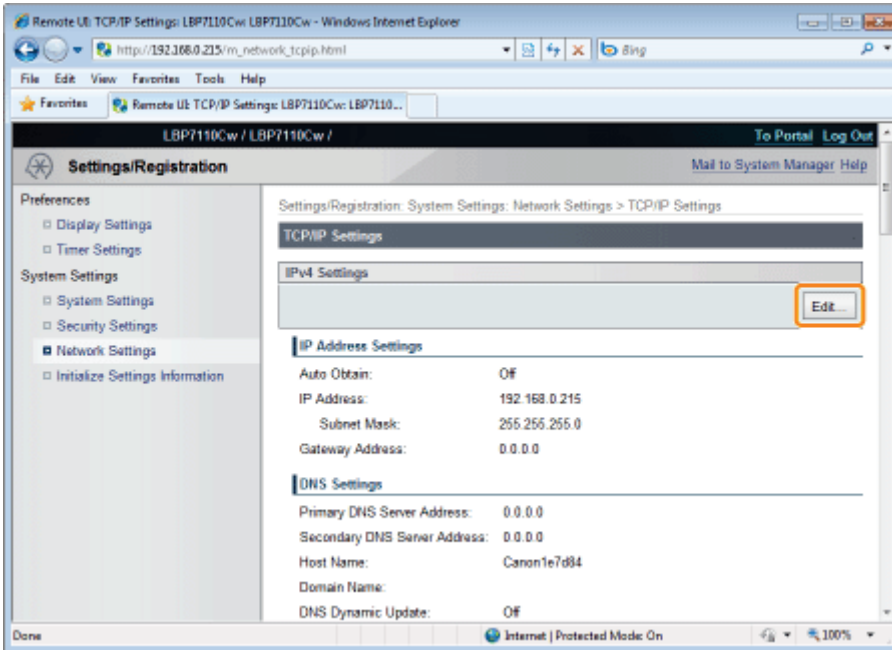 Remote UI: TCP/IP Settings: LBP7110Cw: LBP7110Cw - Windows Internet Explorer
http://192.168.0.215/m_network_tcpip.html
Bing
File Edit View Favorites Tools Help
Favorites Remote UI: TCP/IP Settings: LBP7110Cw: LBP7110...
LBP7110Cw / LBP7110Cw / To Portal Log Out
Settings/Registration Mail to System Manager Help
Preferences
Display Settings
Timer Settings
System Settings
System Settings
Security Settings
Network Settings
Initialize Settings Information
Settings/Registration: System Settings: Network Settings > TCP/IP Settings
TCP/IP Settings
IPv4 Settings
Edit...
IP Address Settings
Auto Obtain: Off
IP Address: 192.168.0.215
Subnet Mask: 255.255.255.0
Gateway Address: 0.0.0.0
DNS Settings
Primary DNS Server Address: 0.0.0.0
Secondary DNS Server Address: 0.0.0.0
Host Name: Canon1e7d84
Domain Name:
DNS Dynamic Update: Off
Done Internet | Protected Mode: On 100%